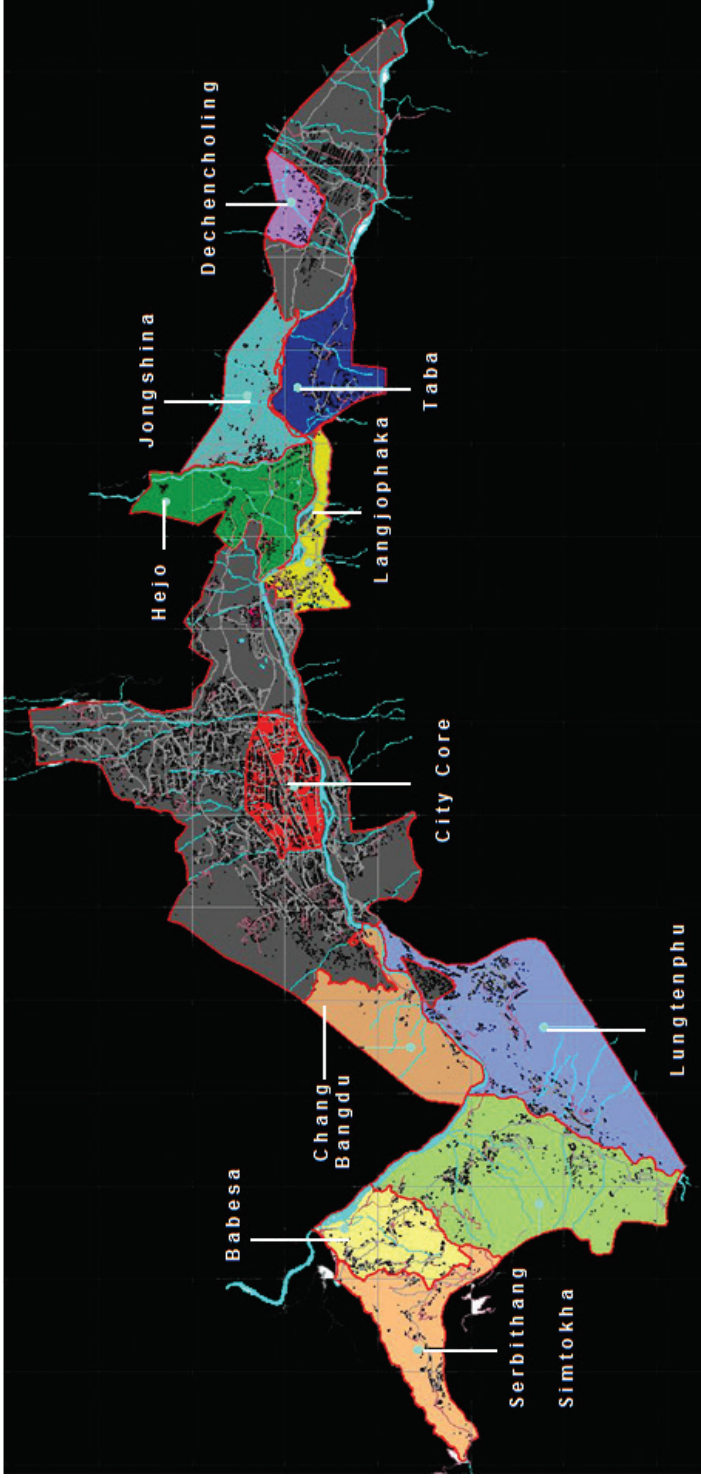 Dechencholing
Jongshina
Taba
Hejo
Langjophaka
City Core
Lungtenphu
Chang
Bangdu
Babesa
Serbithang
Simtokha